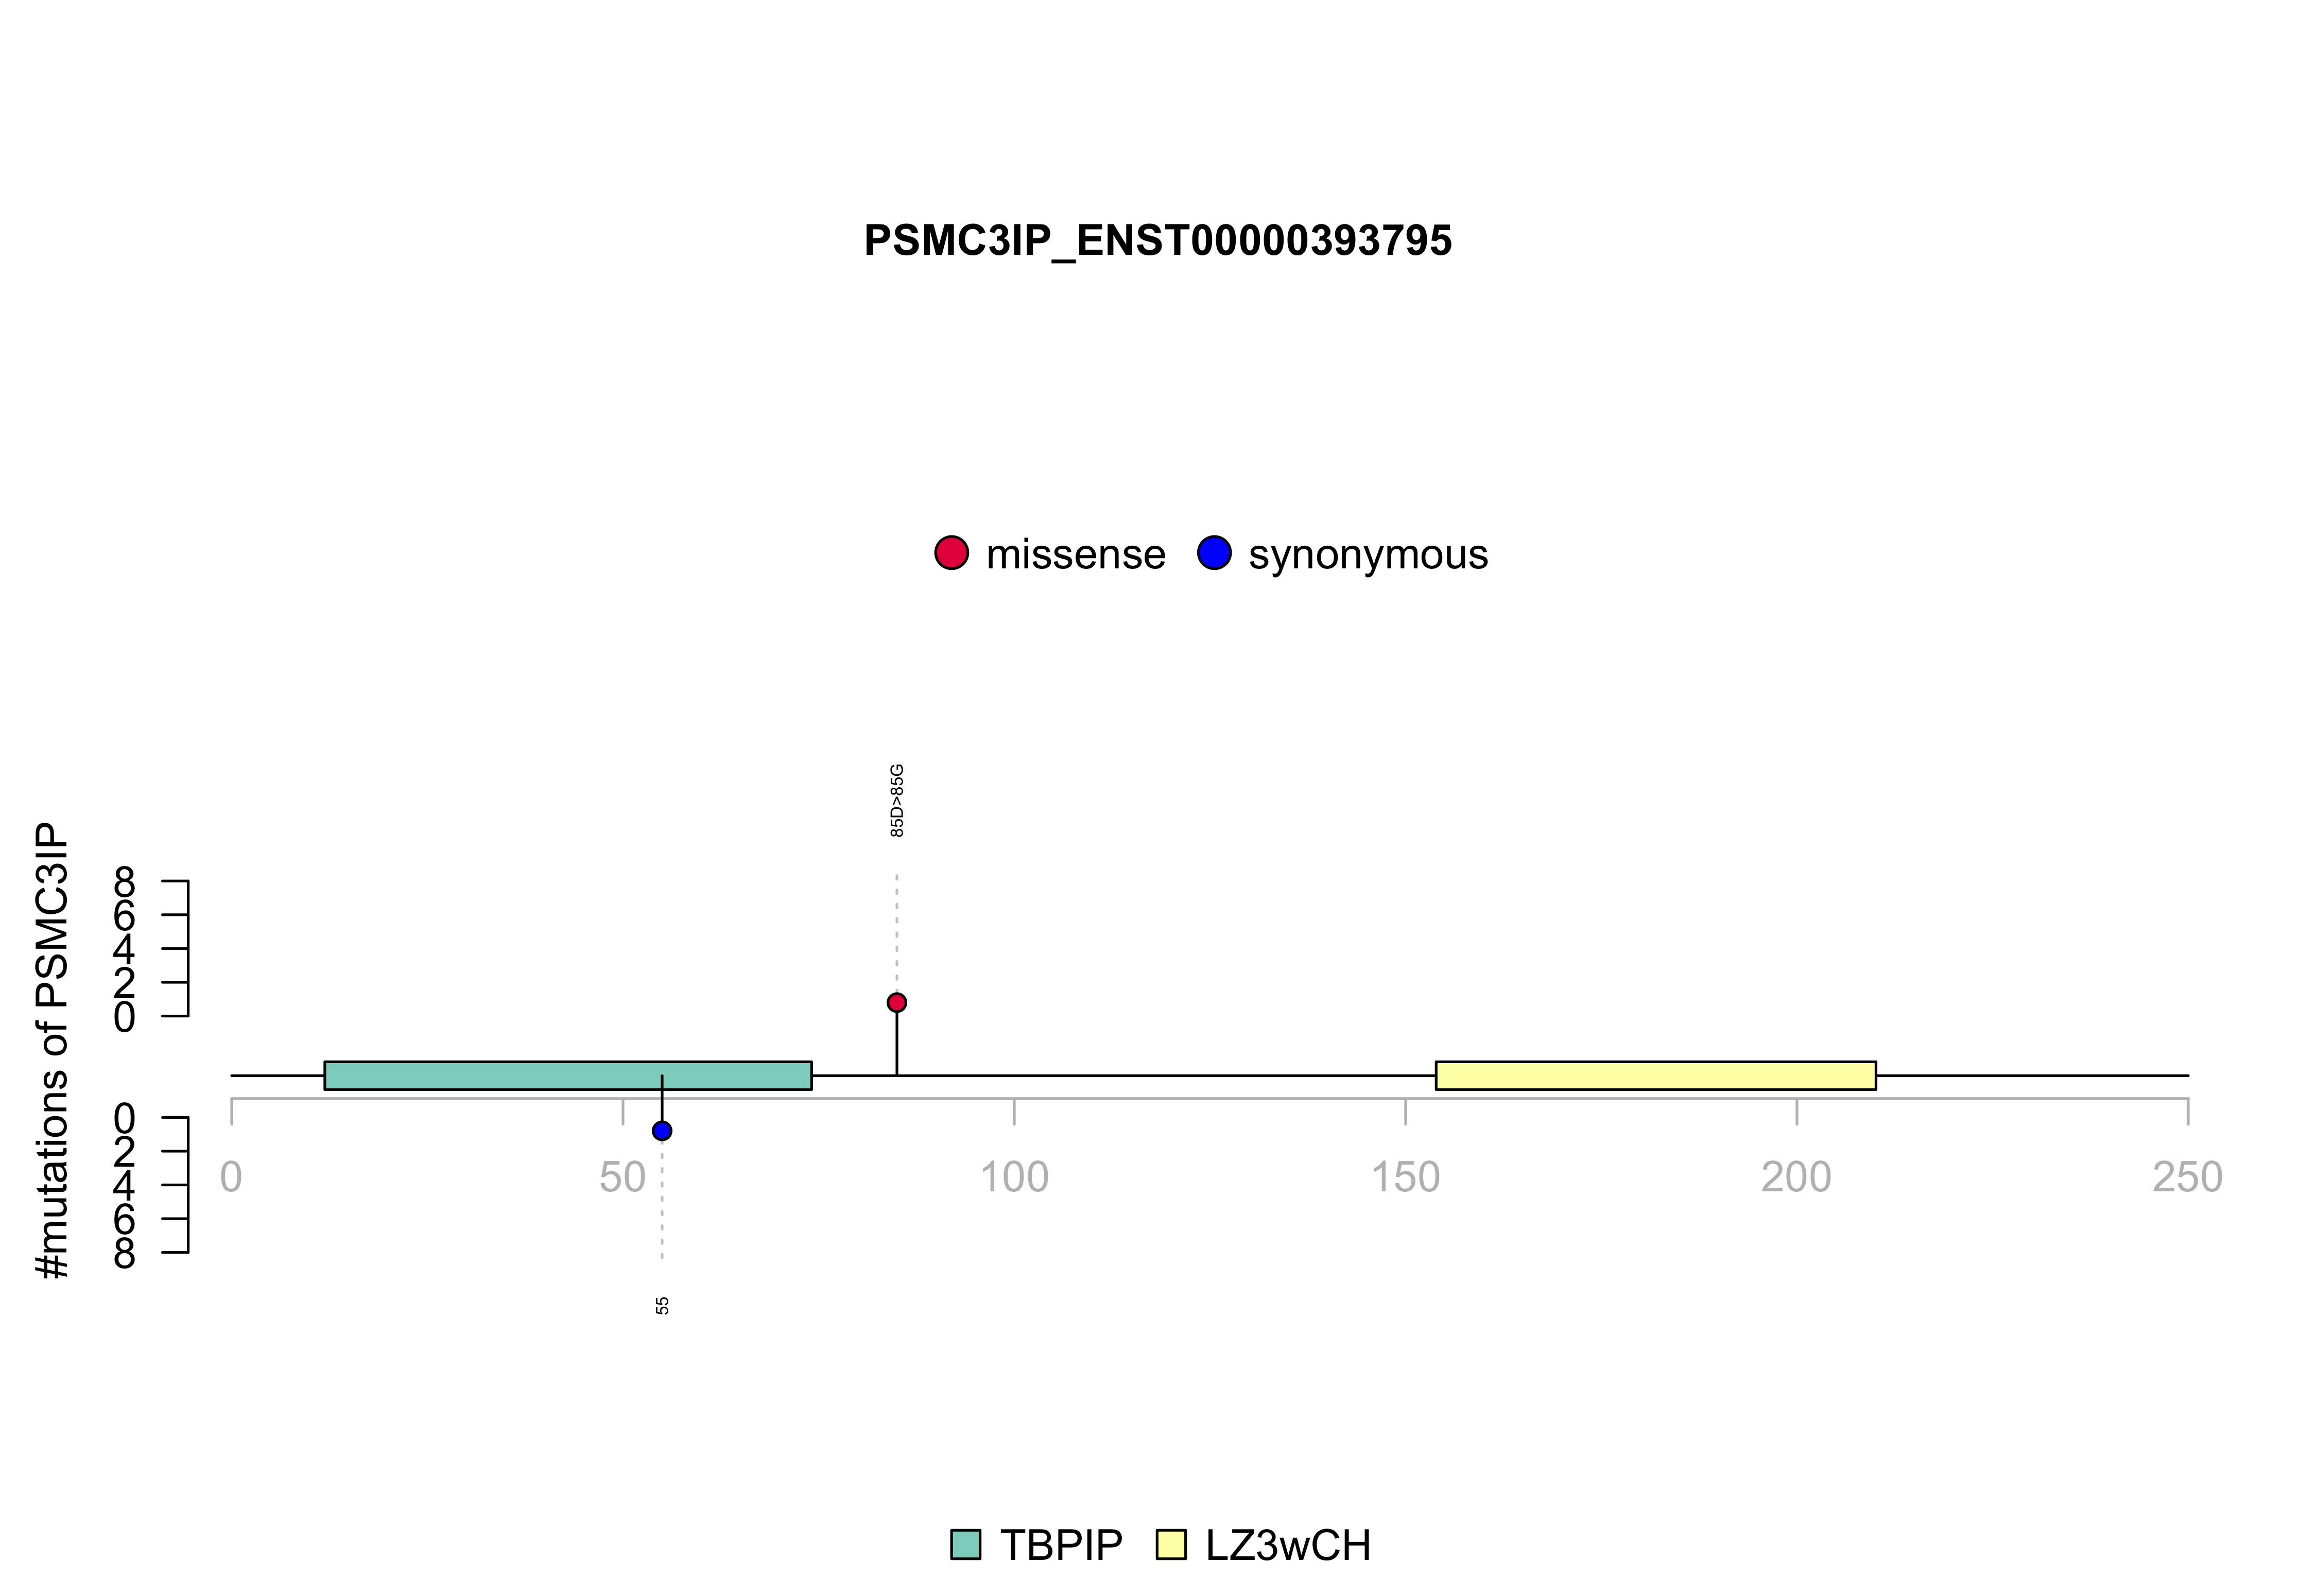 PSMC3IP_ENST00000393795
missense synonymous
85D>85G
#mutations of PSMC3IP
8
6
4
2
0
0
2
4
6
8
0 50 100 150 200 250
55
TBPIP LZ3wCH